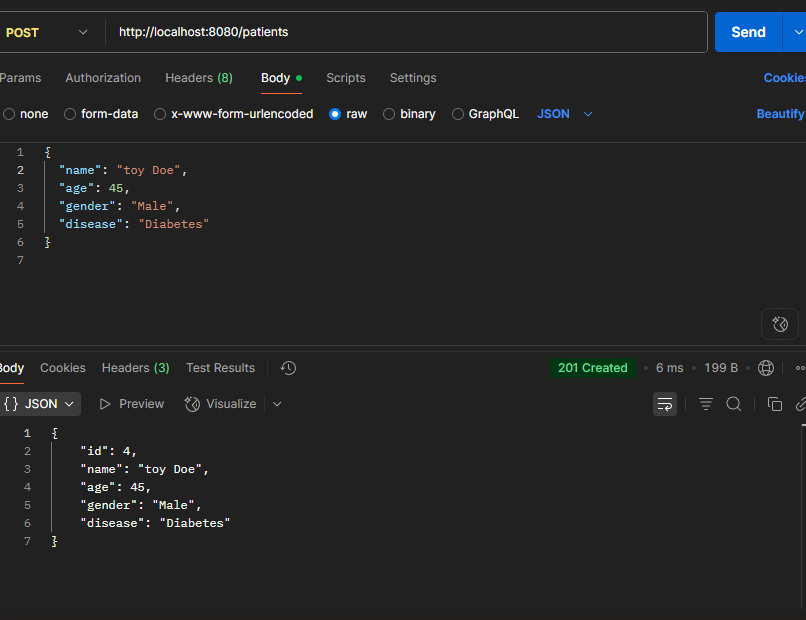 POST http://localhost:8080/patients Send
Params Authorization Headers (8) Body Scripts Settings Cookies
none form-data x-www-form-urlencoded raw binary GraphQL JSON Beautify
1 {
2 "name": "toy Doe",
3 "age": 45,
4 "gender": "Male",
5 "disease": "Diabetes"
6 }
7
Body Cookies Headers (3) Test Results 201 Created 6 ms 199 B
{} JSON Preview Visualize
1 {
2 "id": 4,
3 "name": "toy Doe",
4 "age": 45,
5 "gender": "Male",
6 "disease": "Diabetes"
7 }